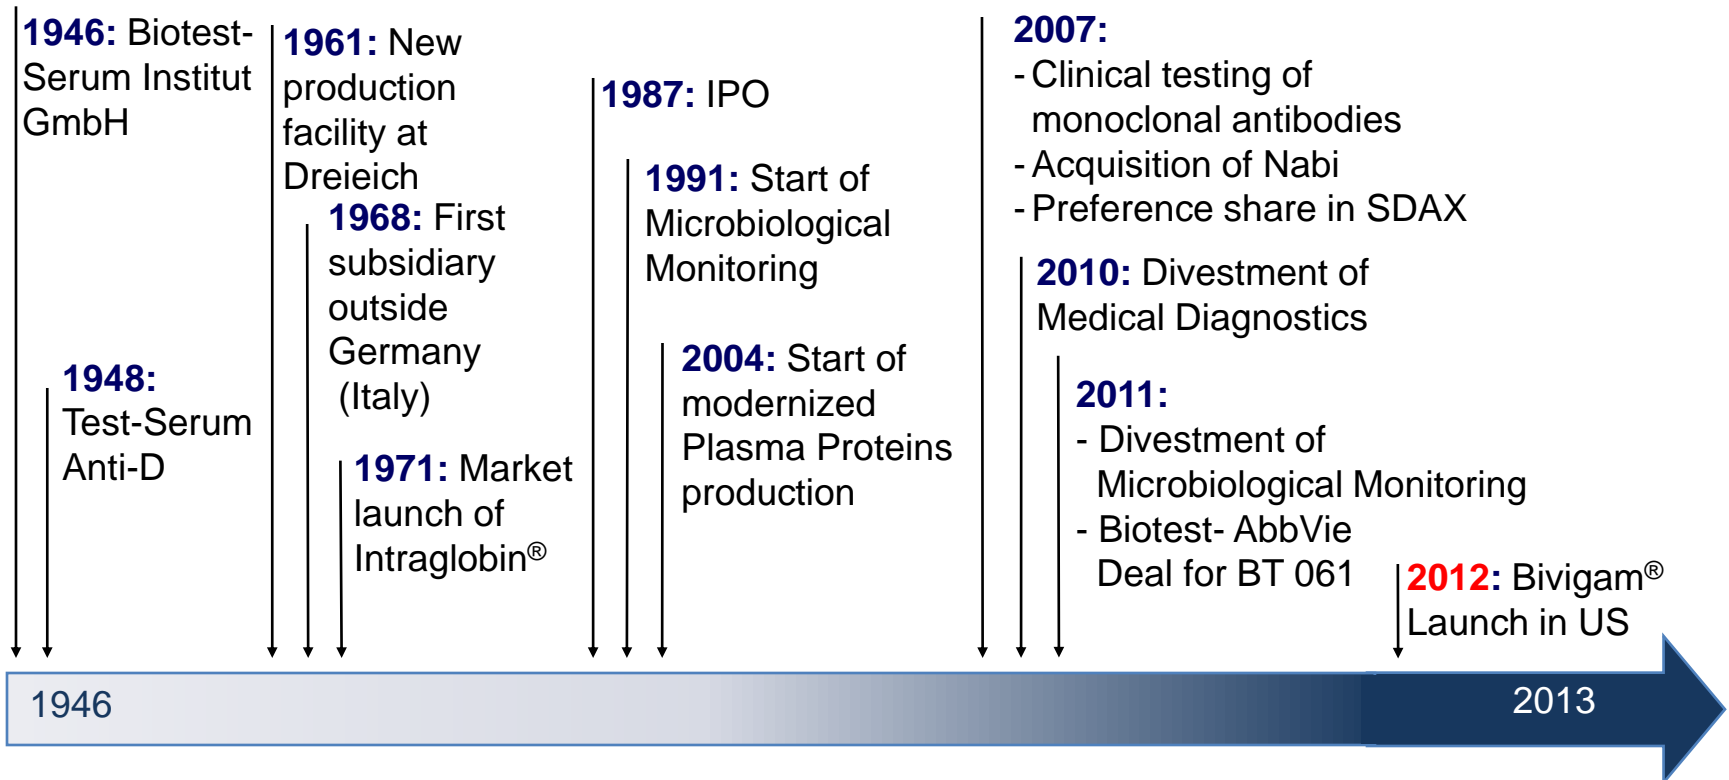 1946: Biotest-
Serum Institut
GmbH
1948:
Test-Serum
Anti-D
1961: New
production
facility at
Dreieich
1968: First
subsidiary
outside
Germany
(Italy)
1971: Market
launch of
Intraglobin®
1987: IPO
1991: Start of
Microbiological
Monitoring
2004: Start of
modernized
Plasma Proteins
production
2007:
- Clinical testing of
monoclonal antibodies
- Acquisition of Nabi
- Preference share in SDAX
2010: Divestment of
Medical Diagnostics
2011:
- Divestment of
Microbiological Monitoring
- Biotest- AbbVie
Deal for BT 061
2012: Bivigam®
Launch in US
1946
2013